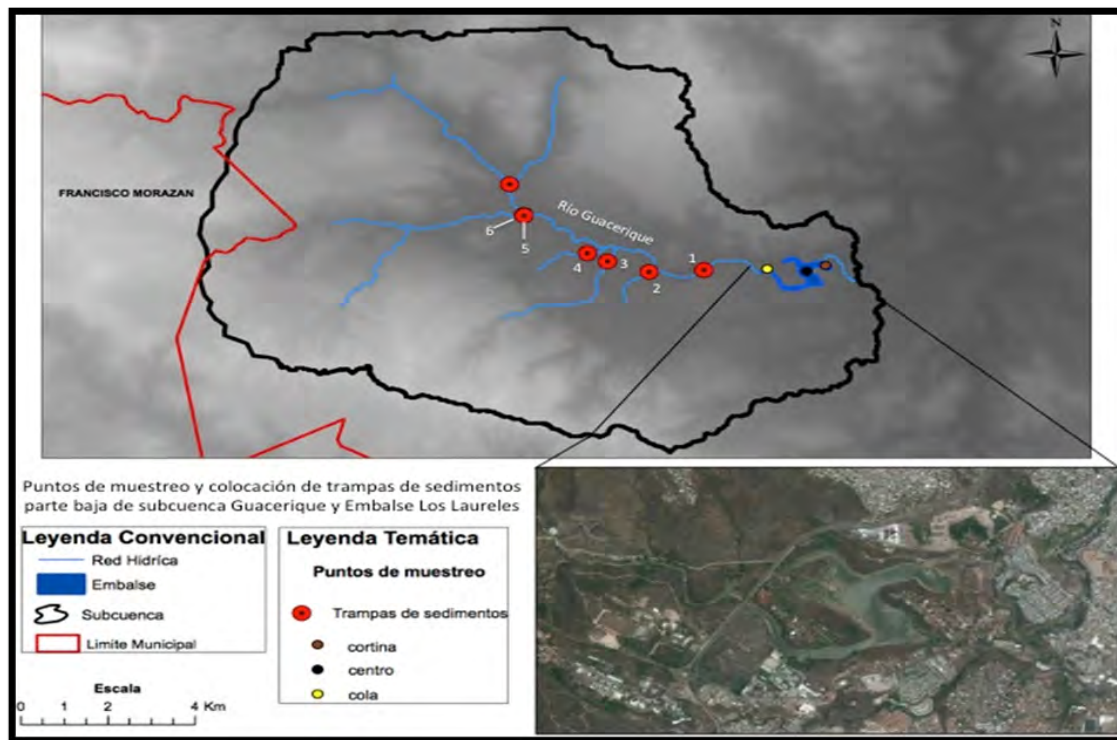 N
FRANCISCO MORAZAN
Río Guacerique
6
5
4
3
2
1
Puntos de muestreo y colocación de trampas de sedimentos
parte baja de subcuenca Guacerique y Embalse Los Laureles
Leyenda Convencional
Red Hidríca
Embalse
Subcuenca
Limite Municipal
Escala
0 1 2 4 Km
Leyenda Temática
Puntos de muestreo
Trampas de sedimentos
cortina
centro
cola